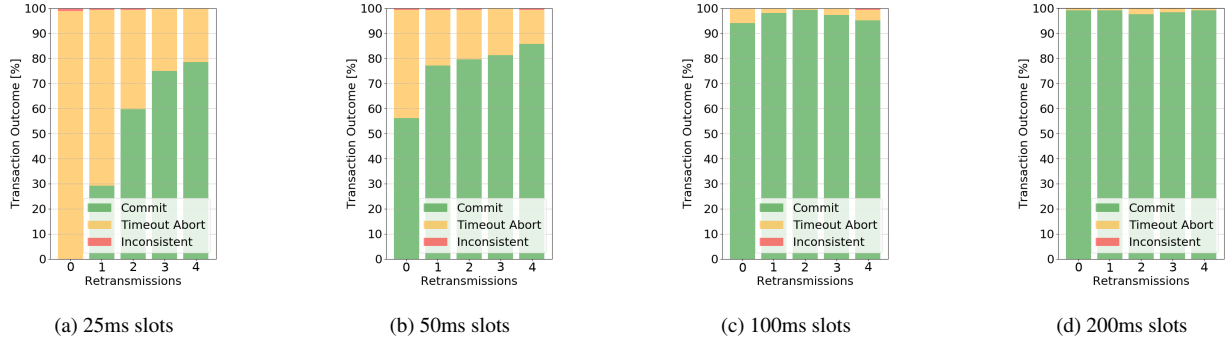 100
90
80
70
60
50
40
30
20
10
0
Transaction Outcome [%]
Commit
Timeout Abort
Inconsistent
0 1 2 3 4
Retransmissions
(a) 25ms slots
100
90
80
70
60
50
40
30
20
10
0
Transaction Outcome [%]
Commit
Timeout Abort
Inconsistent
0 1 2 3 4
Retransmissions
(b) 50ms slots
100
90
80
70
60
50
40
30
20
10
0
Transaction Outcome [%]
Commit
Timeout Abort
Inconsistent
0 1 2 3 4
Retransmissions
(c) 100ms slots
100
90
80
70
60
50
40
30
20
10
0
Transaction Outcome [%]
Commit
Timeout Abort
Inconsistent
0 1 2 3 4
Retransmissions
(d) 200ms slots